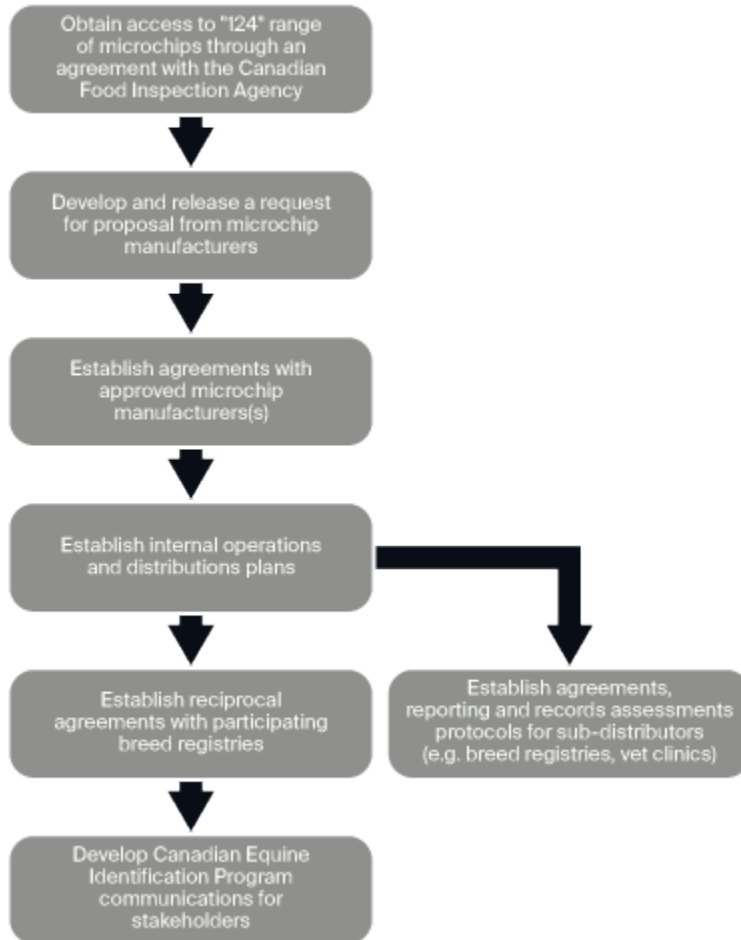 Obtain access to "124" range
of microchips through an
agreement with the Canadian
Food Inspection Agency
Develop and release a request
for proposal from microchip
manufacturers
Establish agreements with
approved microchip
manufacturers(s)
Establish internal operations
and distributions plans
Establish reciprocal
agreements with participating
breed registries
Establish agreements,
reporting and records assessments
protocols for sub-distributors
(e.g. breed registries, vet clinics)
Develop Canadian Equine
Identification Program
communications for
stakeholders